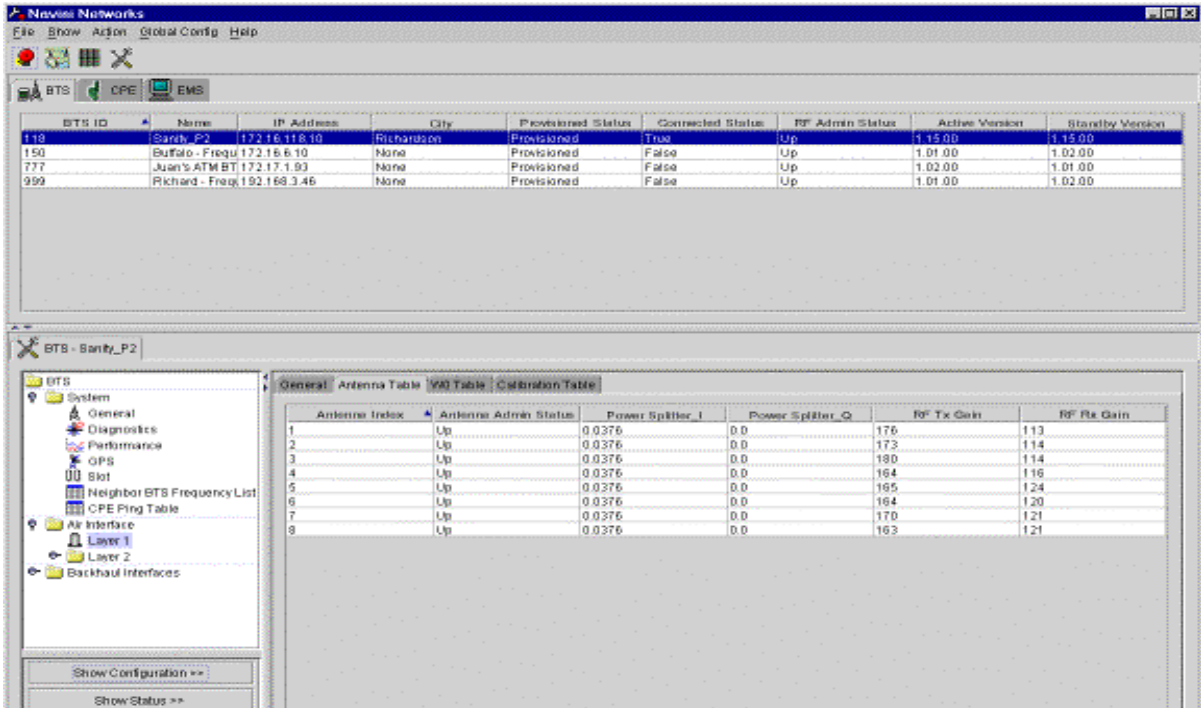 Navini Networks
File Show Action Global Config Help
BTS CPE EMS
BTS ID Name IP Address City Provisioned Status Connected Status RF Admin Status Active Version Standby Version
118 Sanity_P2 172.16.118.10 Richardson Provisioned True Up 1.15.00 1.15.00
150 Buffalo - Frequ 172.16.6.10 None Provisioned False Up 1.01.00 1.02.00
777 Juan's ATM BT 172.17.1.93 None Provisioned False Up 1.01.00 1.02.00
999 Richard - Freq 192.168.3.46 None Provisioned False Up 1.01.00 1.02.00
BTS - Sanity_P2
BTS
System
General
Diagnostics
Performance
GPS
Slot
Neighbor BTS Frequency List
CPE Ping Table
Air Interface
Layer 1
Layer 2
Backhaul Interfaces
Show Configuration >>
Show Status >>
General Antenna Table W0 Table Calibration Table
Antenna Index Antenna Admin Status Power Splitter_I Power Splitter_Q RF Tx Gain RF Rx Gain
1 Up 0.0376 0.0 176 113
2 Up 0.0376 0.0 173 114
3 Up 0.0376 0.0 180 114
4 Up 0.0376 0.0 164 116
5 Up 0.0376 0.0 165 124
6 Up 0.0376 0.0 164 120
7 Up 0.0376 0.0 170 121
8 Up 0.0376 0.0 163 121